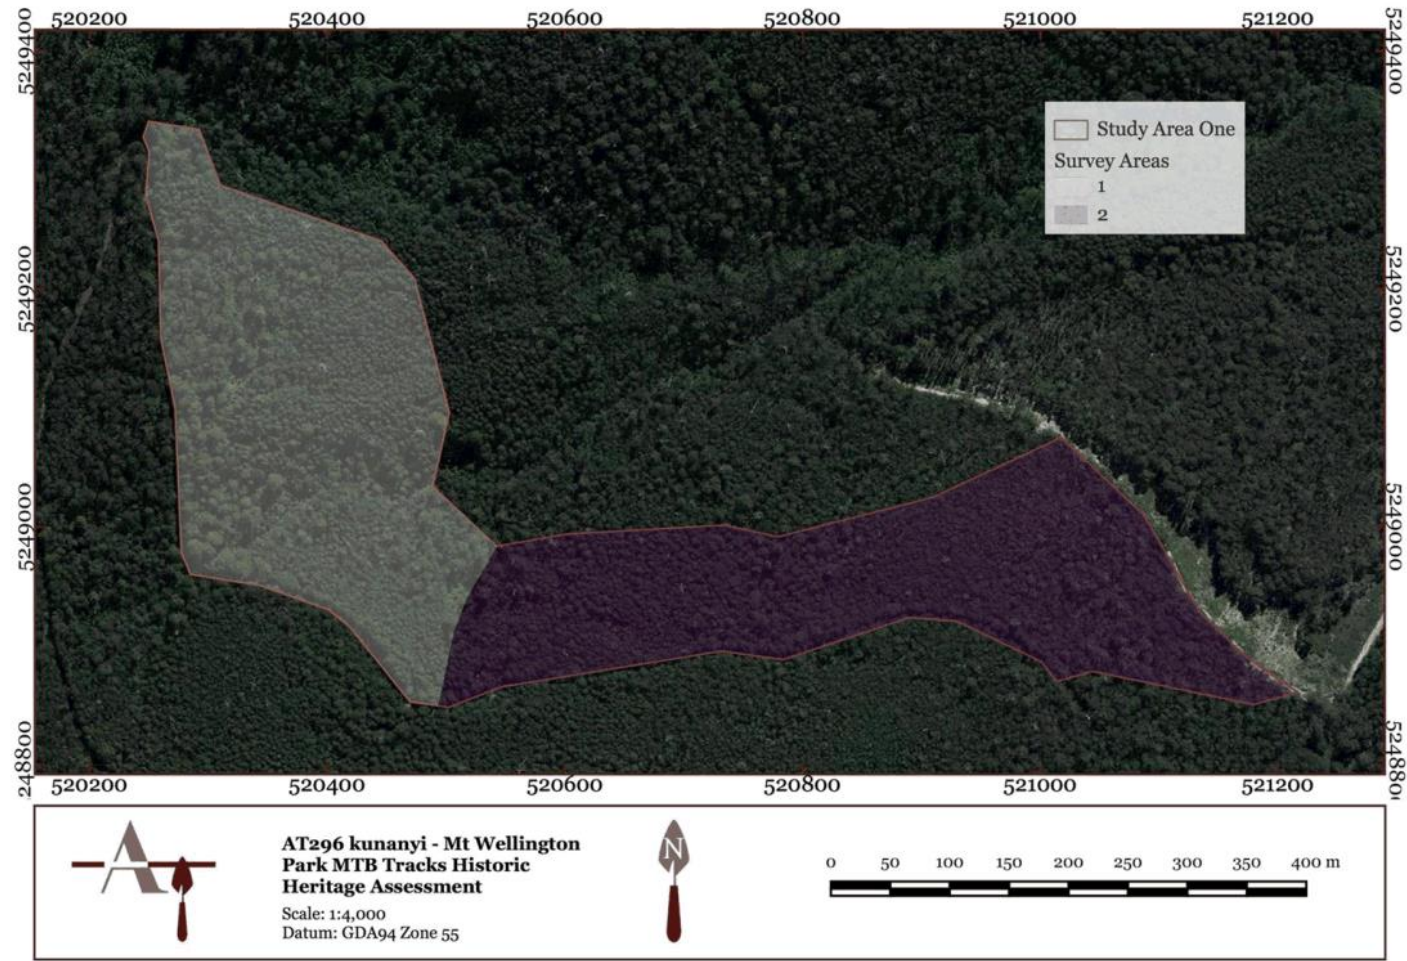 520200 520400 520600 520800 521000 521200
5249400
5249400
Study Area One
Survey Areas
1
2
5249200
5249200
5249000
5249000
5248800
520200 520400 520600 520800 521000 521200
AT296 kunanyi - Mt Wellington
Park MTB Tracks Historic
Heritage Assessment
Scale: 1:4,000
Datum: GDA94 Zone 55
N
0 50 100 150 200 250 300 350 400 m